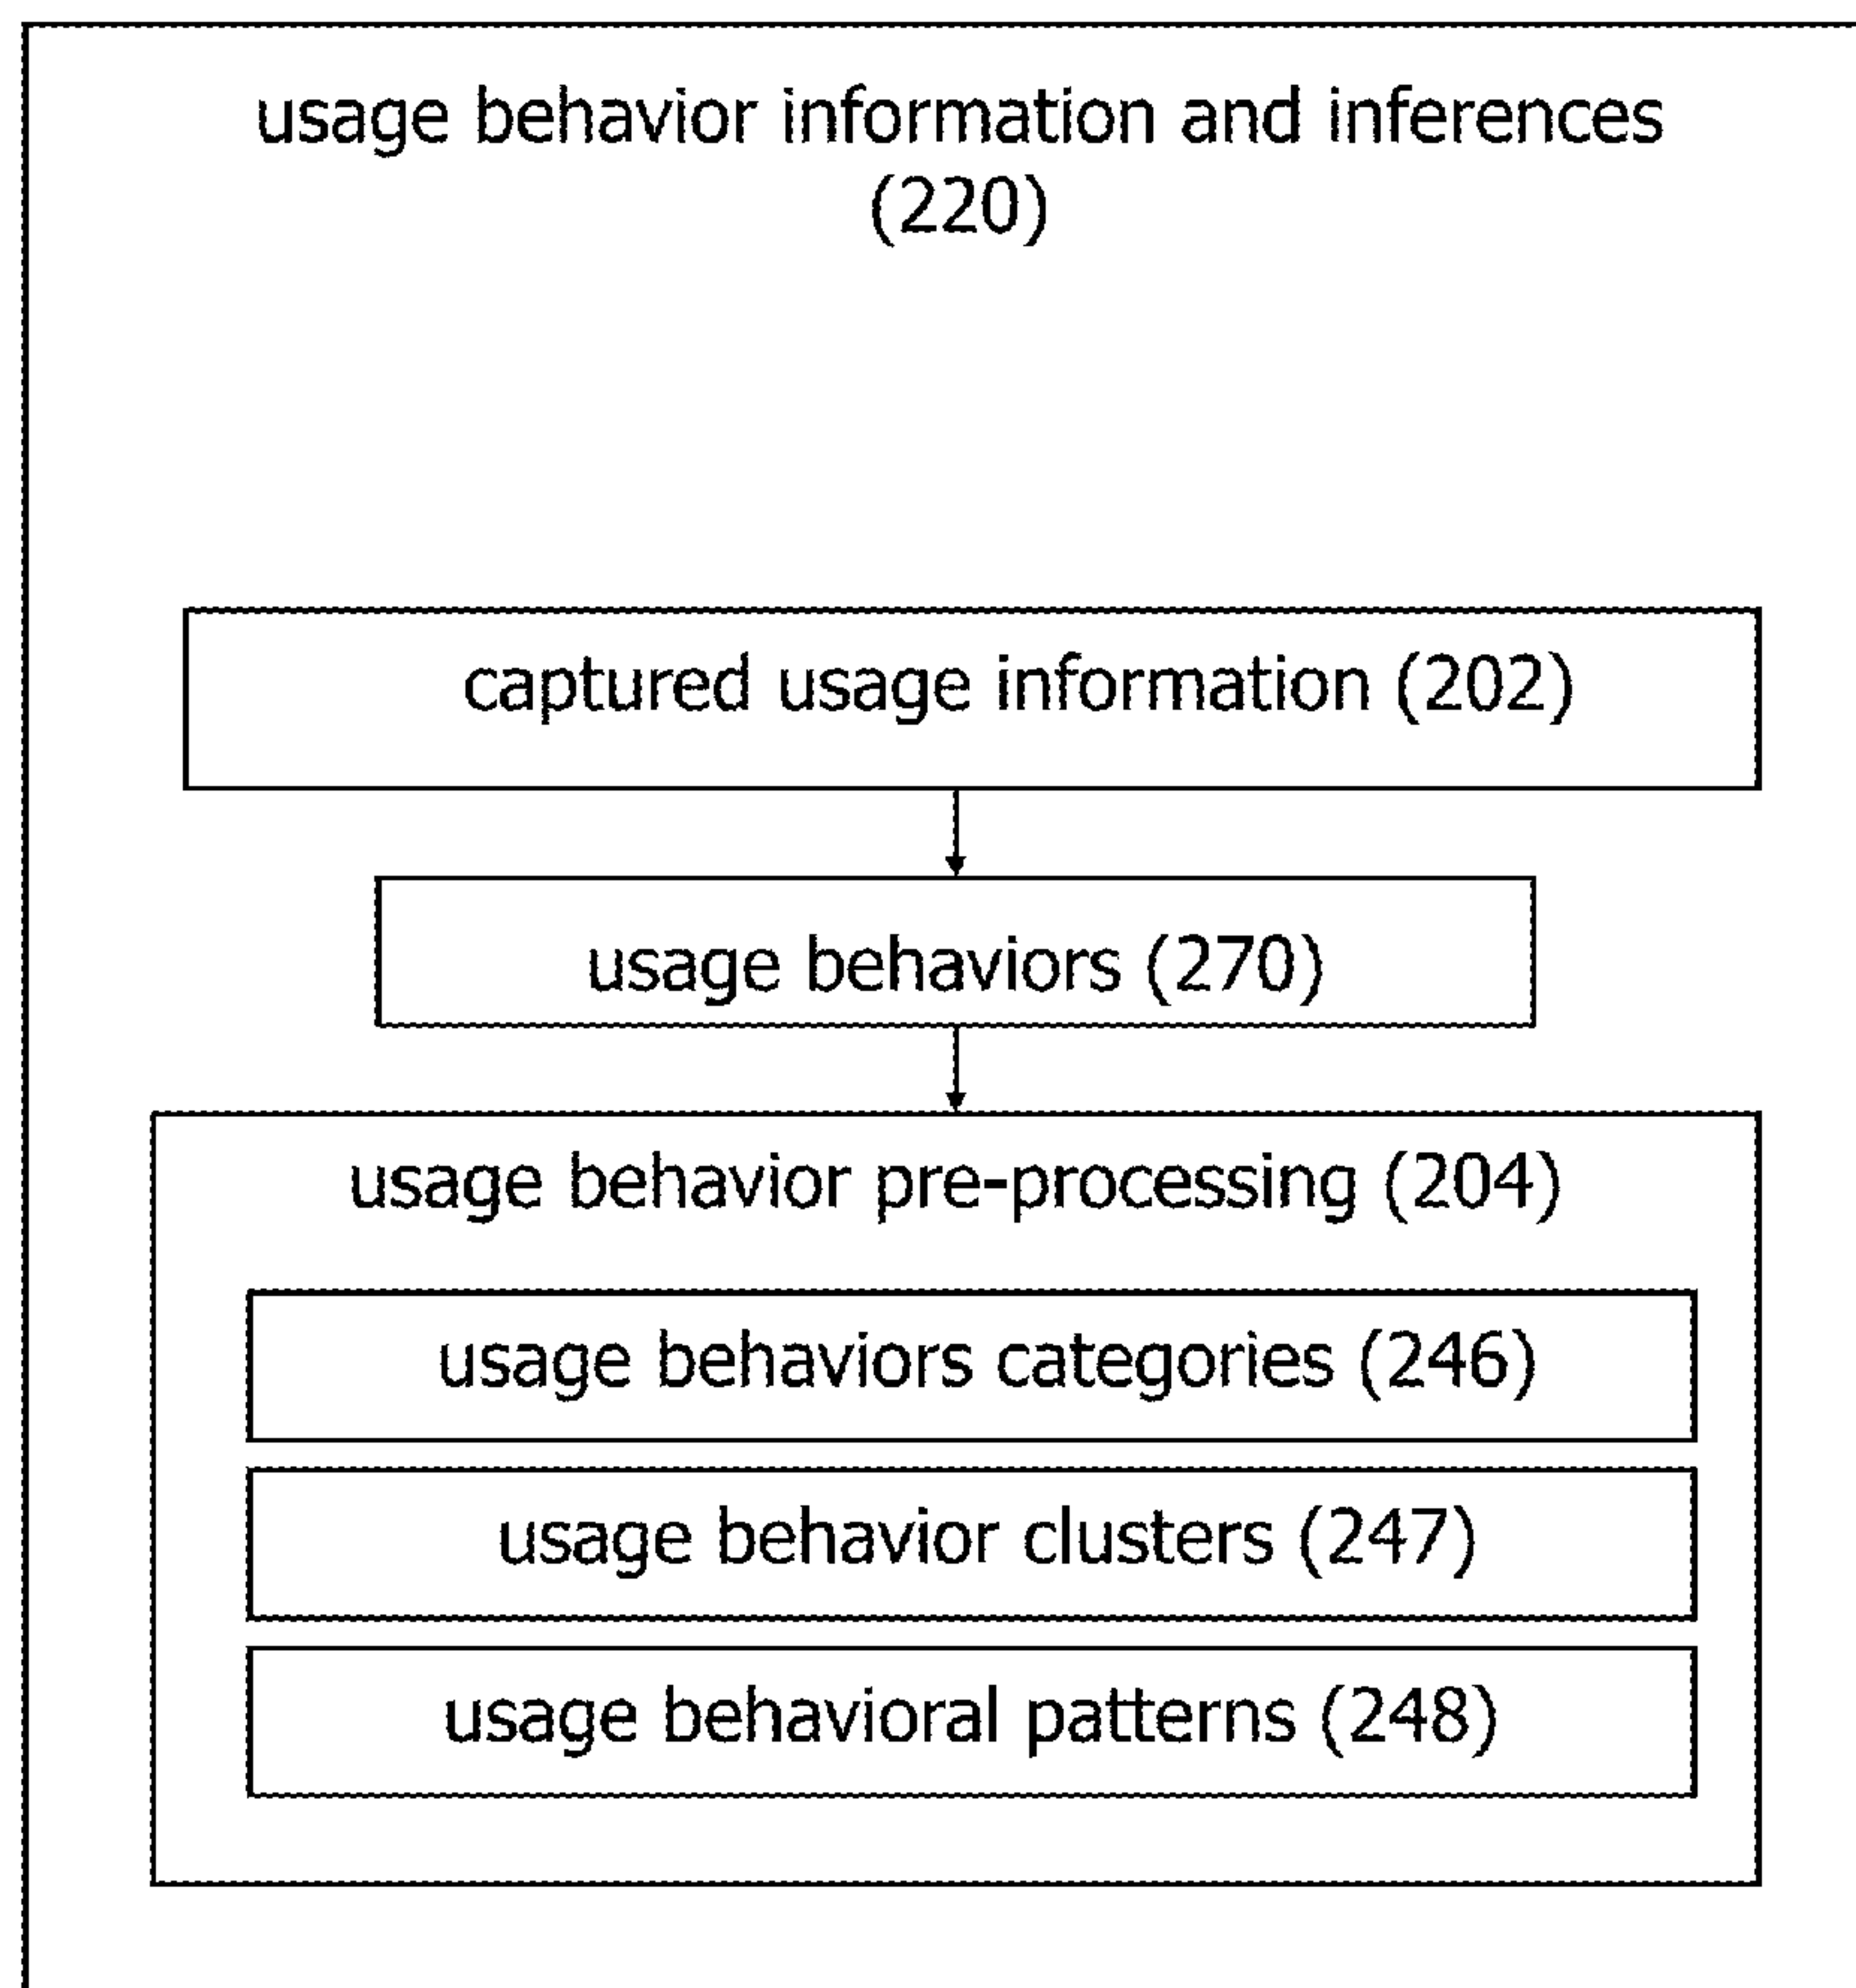 usage behavior information and inferences
(220)
captured usage information (202)
usage behaviors (270)
usage behavior pre-processing (204)
usage behaviors categories (246)
usage behavior clusters (247)
usage behavioral patterns (248)